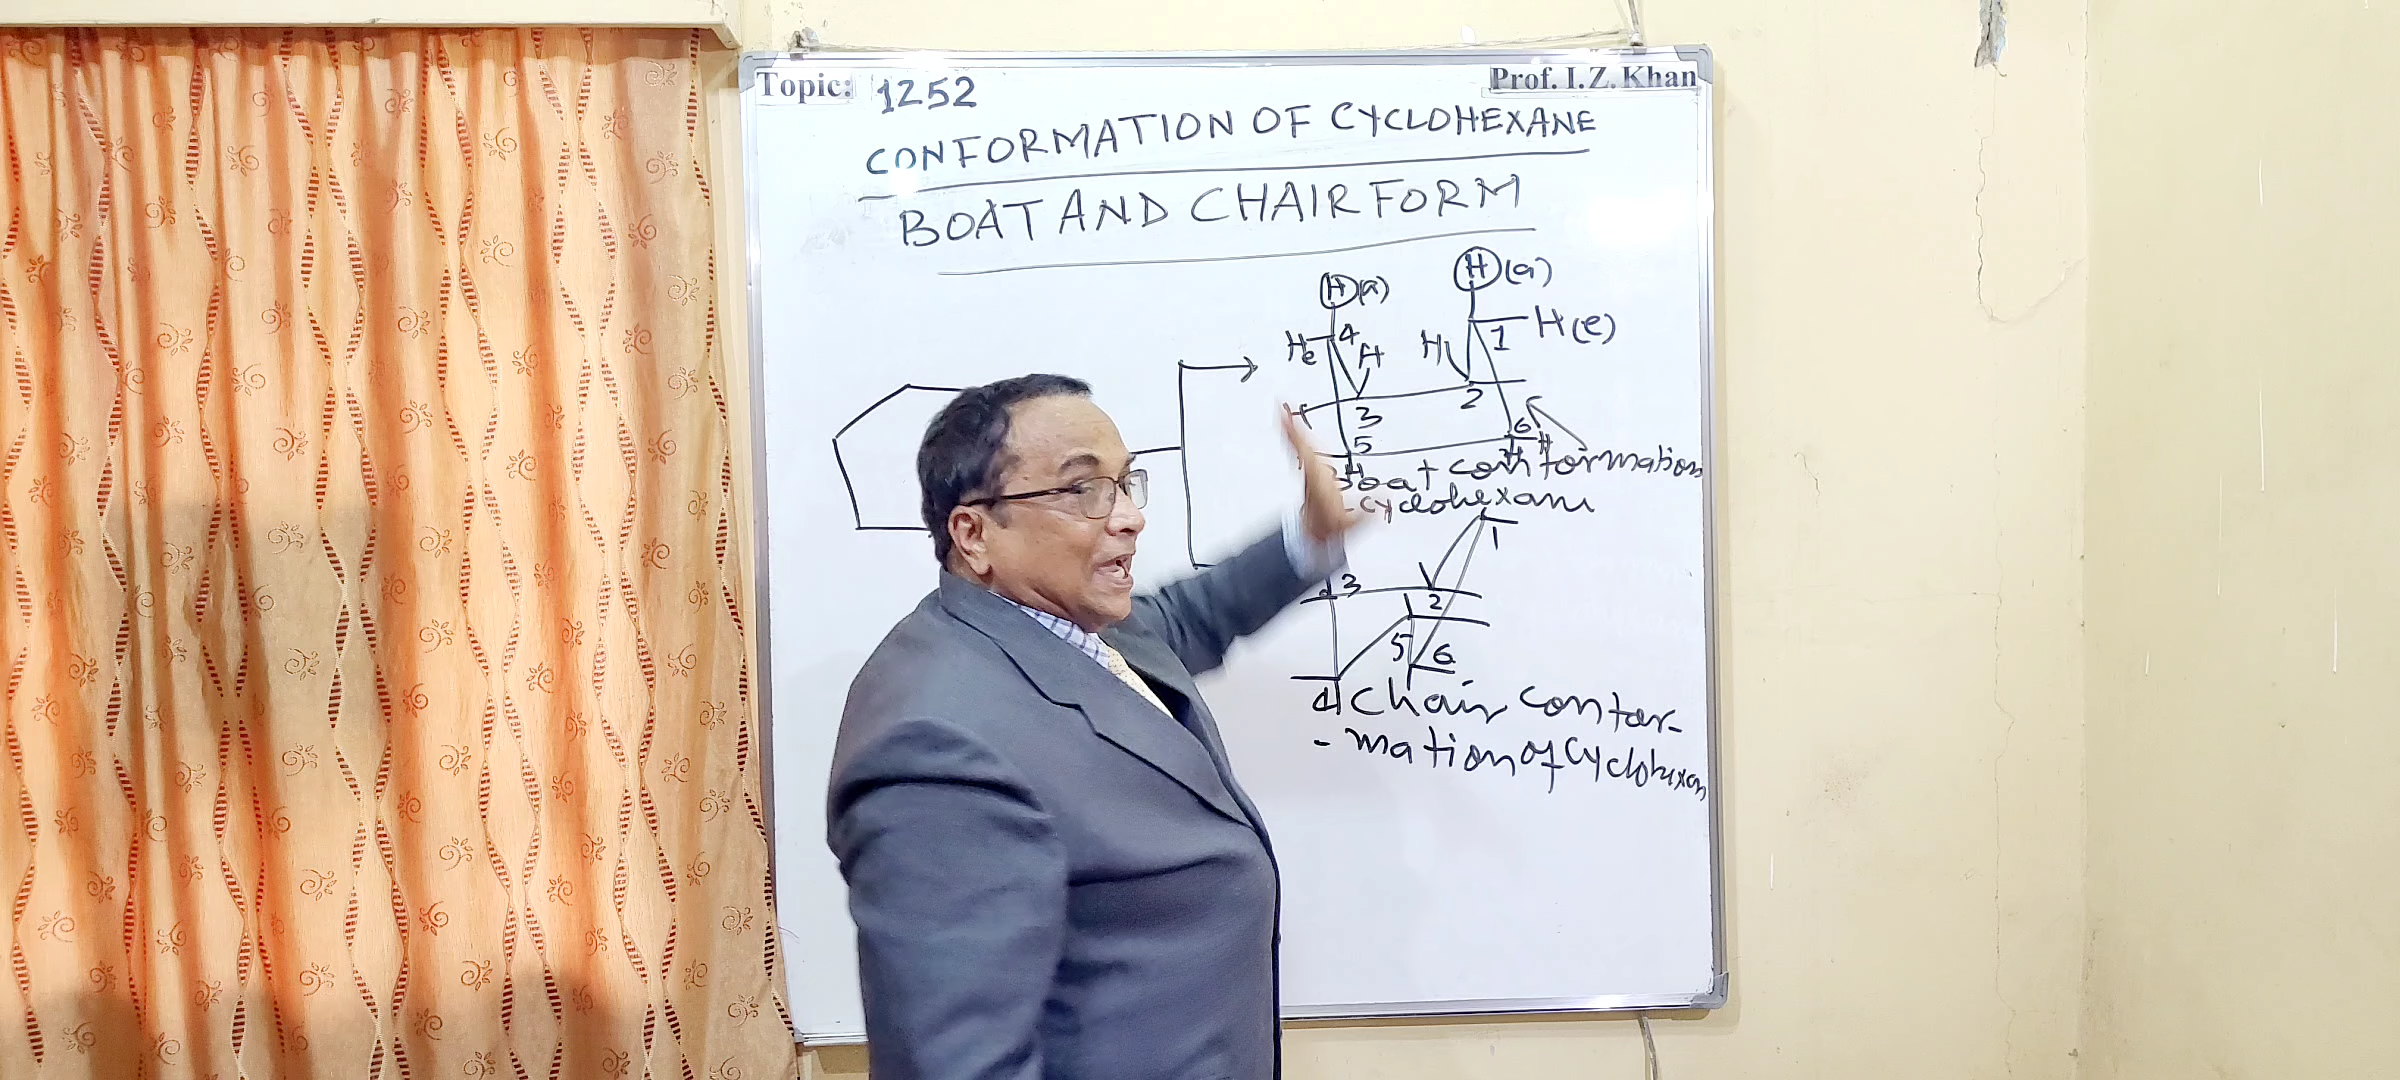 Topic: 1252
Prof. I. Z. Khan
CONFORMATION OF CYCLOHEXANE
BOAT AND CHAIR FORM
H (a)
H (a)
He
4
H
H
1
H (e)
H
3
2
5
6
H
H
H
Boat conformation
cyclohexane
1
3
2
5
6
4
Chair confor-
- mation of Cyclohexan